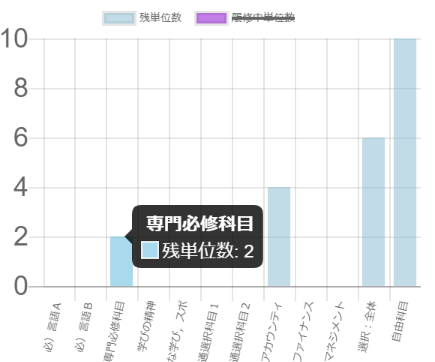 残単位数
履修中単位数
10
8
6
4
2
0
専門必修科目
残単位数: 2
必）言語A
必）言語B
専門必修科目
学びの精神
な学び，スポ
通選択科目1
通選択科目2
アカウンティ
ファイナンス
マネジメント
選択：全体
自由科目